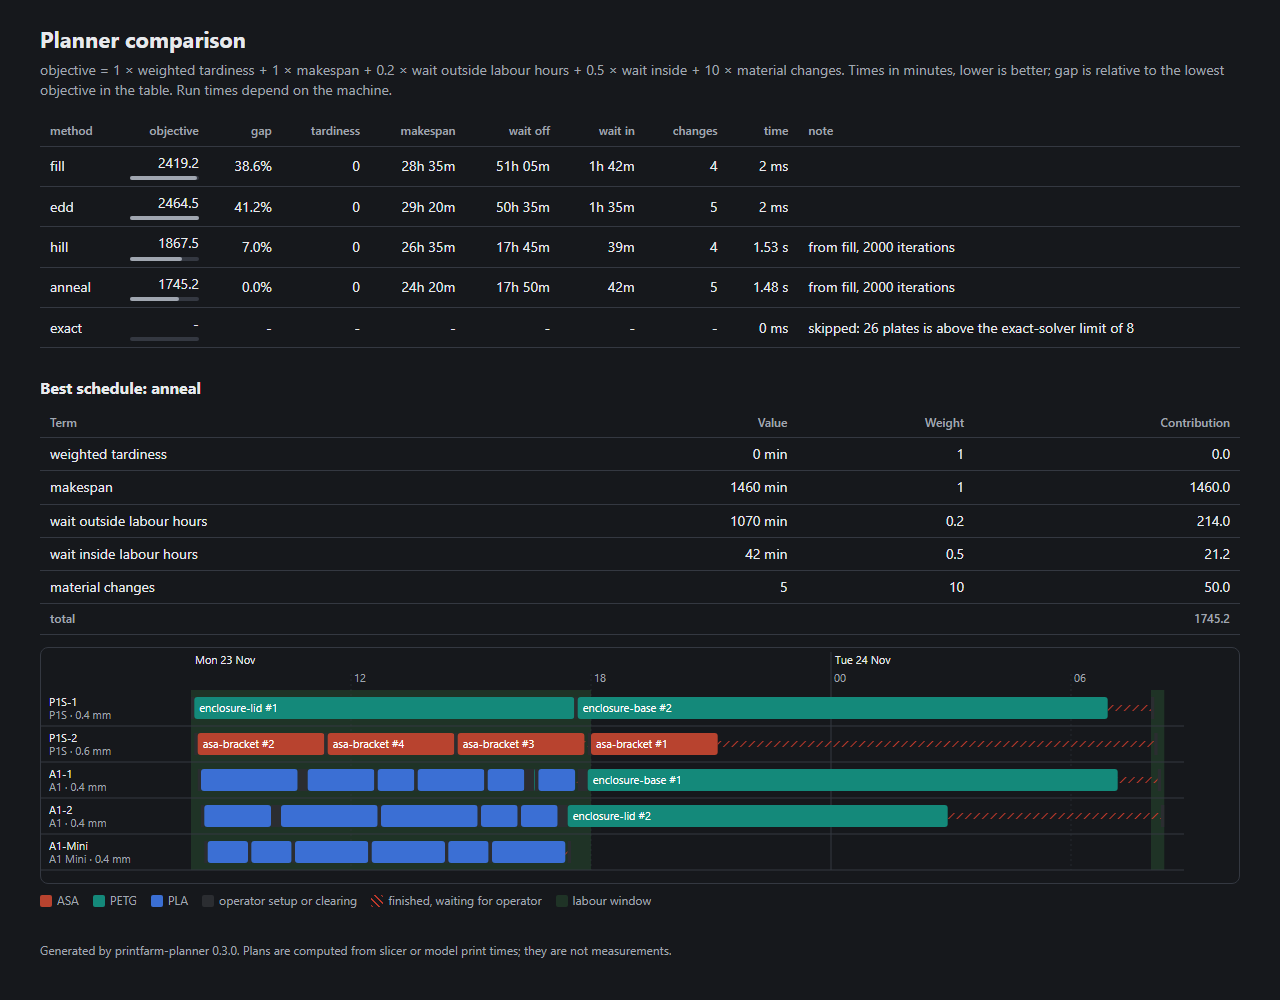 Planner comparison
objective = 1 × weighted tardiness + 1 × makespan + 0.2 × wait outside labour hours + 0.5 × wait inside + 10 × material changes. Times in minutes, lower is better; gap is relative to the lowest
objective in the table. Run times depend on the machine.
method objective gap tardiness makespan wait off wait in changes time note
fill 2419.2 38.6% 0 28h 35m 51h 05m 1h 42m 4 2 ms
edd 2464.5 41.2% 0 29h 20m 50h 35m 1h 35m 5 2 ms
hill 1867.5 7.0% 0 26h 35m 17h 45m 39m 4 1.53 s from fill, 2000 iterations
anneal 1745.2 0.0% 0 24h 20m 17h 50m 42m 5 1.48 s from fill, 2000 iterations
exact - - - - - - - 0 ms skipped: 26 plates is above the exact-solver limit of 8
Best schedule: anneal
Term Value Weight Contribution
weighted tardiness 0 min 1 0.0
makespan 1460 min 1 1460.0
wait outside labour hours 1070 min 0.2 214.0
wait inside labour hours 42 min 0.5 21.2
material changes 5 10 50.0
total 1745.2
Mon 23 Nov Tue 24 Nov
12 18 00 06
P1S-1 enclosure-lid #1 enclosure-base #2
P1S · 0.4 mm
P1S-2 asa-bracket #2 asa-bracket #4 asa-bracket #3 asa-bracket #1
P1S · 0.6 mm
A1-1 enclosure-base #1
A1 · 0.4 mm
A1-2 enclosure-lid #2
A1 · 0.4 mm
A1-Mini
A1 Mini · 0.4 mm
ASA PETG PLA operator setup or clearing finished, waiting for operator labour window
Generated by printfarm-planner 0.3.0. Plans are computed from slicer or model print times; they are not measurements.